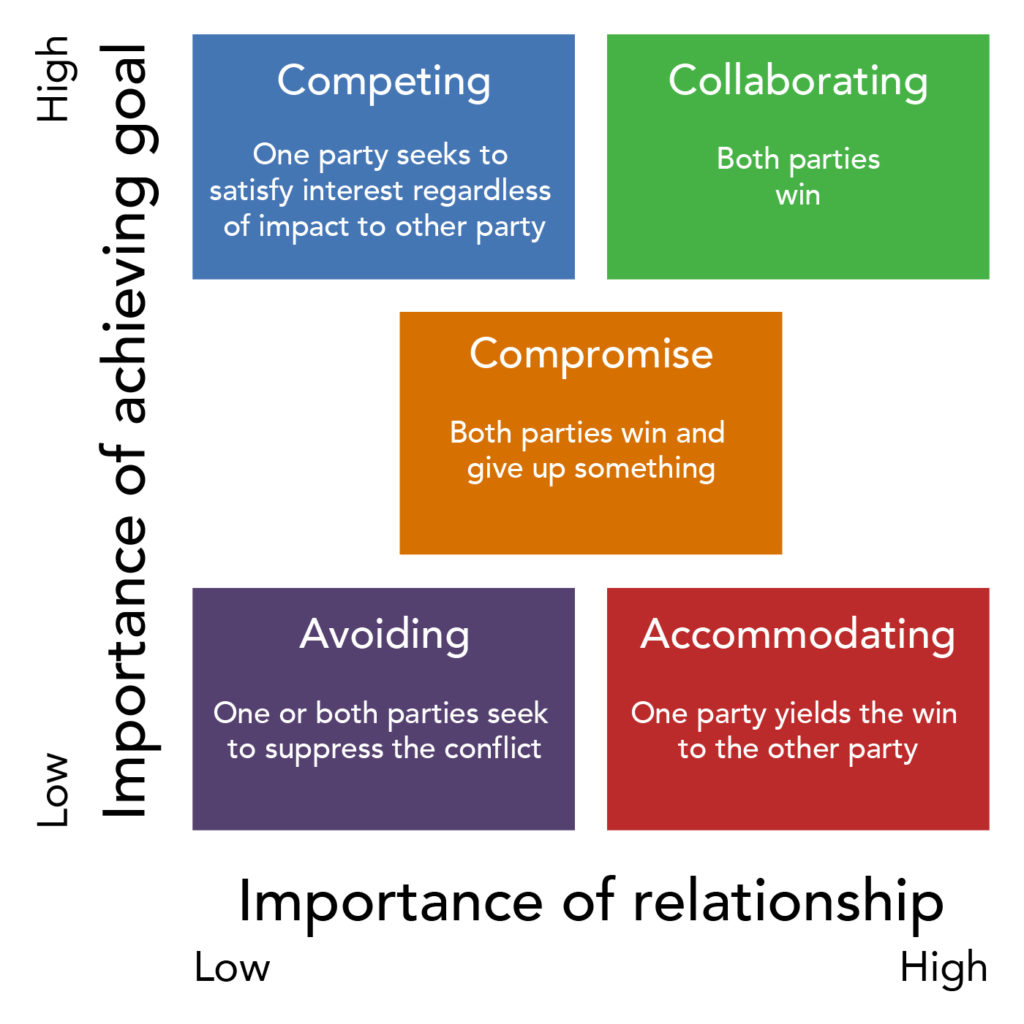 High
Importance of achieving goal
Low
Competing
One party seeks to
satisfy interest regardless
of impact to other party
Collaborating
Both parties
win
Compromise
Both parties win and
give up something
Avoiding
One or both parties seek
to suppress the conflict
Accommodating
One party yields the win
to the other party
Importance of relationship
Low
High